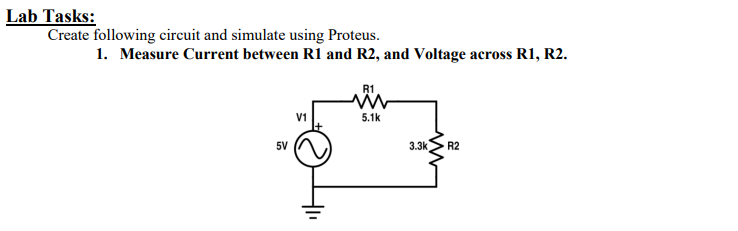 Lab Tasks:
Create following circuit and simulate using Proteus.
1. Measure Current between R1 and R2, and Voltage across R1, R2.
R1
V1
5.1k
+
5V
3.3k
R2